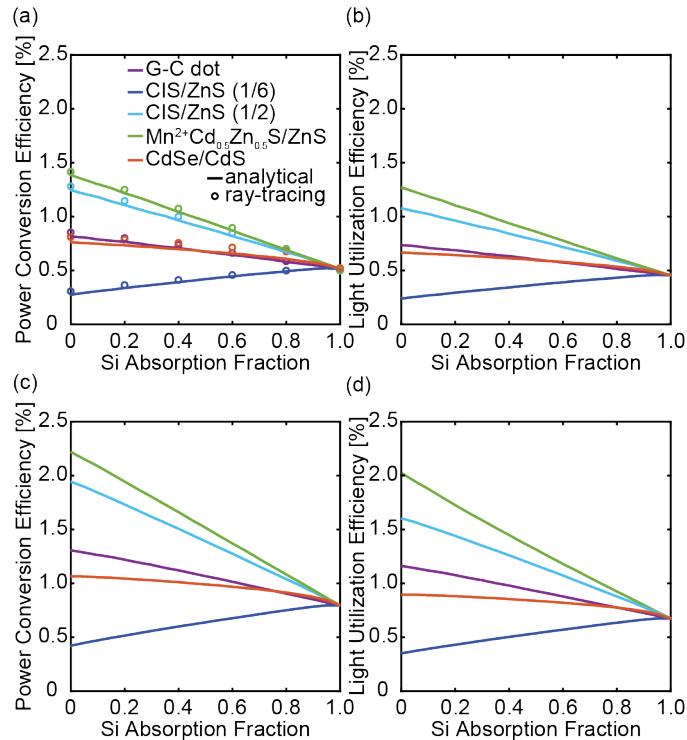 (a)
Power Conversion Efficiency [%]
2.5
2.0
1.5
1.0
0.5
0
G-C dot
CIS/ZnS (1/6)
CIS/ZnS (1/2)
Mn²⁺Cd₀.₅Zn₀.₅S/ZnS
CdSe/CdS
analytical
ray-tracing
0 0.2 0.4 0.6 0.8 1.0
Si Absorption Fraction
(b)
Light Utilization Efficiency [%]
2.5
2.0
1.5
1.0
0.5
0
0 0.2 0.4 0.6 0.8 1.0
Si Absorption Fraction
(c)
Power Conversion Efficiency [%]
2.5
2.0
1.5
1.0
0.5
0
0 0.2 0.4 0.6 0.8 1.0
Si Absorption Fraction
(d)
Light Utilization Efficiency [%]
2.5
2.0
1.5
1.0
0.5
0
0 0.2 0.4 0.6 0.8 1.0
Si Absorption Fraction